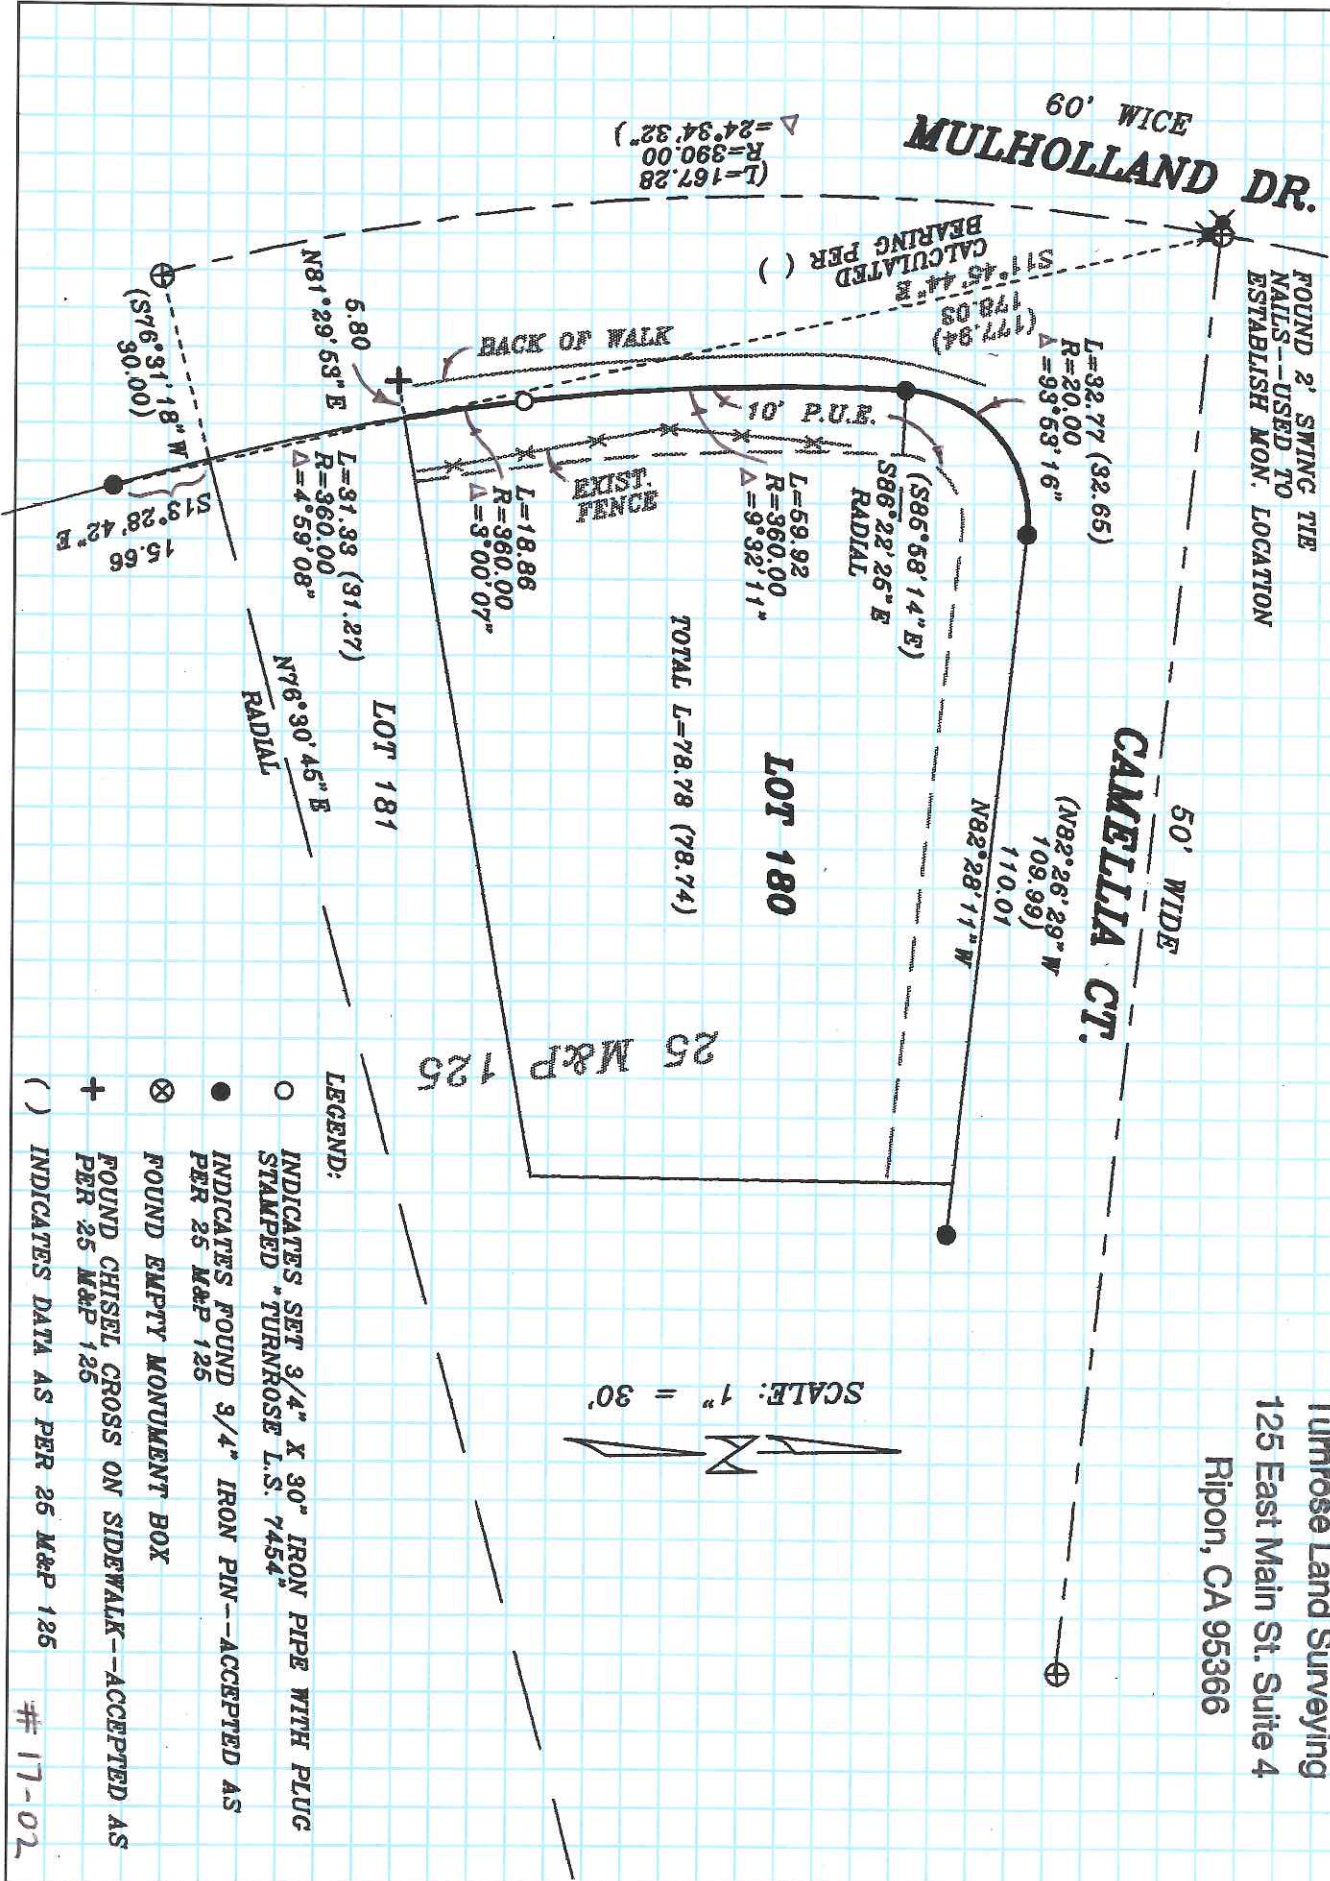 Turnrose Land Surveying
125 East Main St. Suite 4
Ripon, CA 95366
MULHOLLAND DR.
60' WICE
FOUND 2' SWING TIE
NAILS--USED TO
ESTABLISH MON. LOCATION
(L=167.28
R=390.00
Δ=24°34'32")
CALCULATED
BEARING PER ( )
S11°45'44"E
178.03
(177.94)
L=32.77 (32.65)
R=20.00
Δ=93°53'16"
50' WIDE
CAMELLIA CT.
(N82°26'29"W
109.99)
110.01
N82°28'11"W
BACK OF WALK
10' P.U.E.
(S85°58'14"E)
S86°22'25"E
RADIAL
L=59.92
R=360.00
Δ=9°32'11"
EXIST.
FENCE
L=18.86
R=360.00
Δ=3°00'07"
TOTAL L=78.78 (78.74)
LOT 180
5.80
N81°29'53"E
L=31.33 (31.27)
R=360.00
Δ=4°59'08"
(S76°31'18"W
30.00)
S13°28'42"E
15.66
N76°30'45"E
RADIAL
LOT 181
25 M&P 125
SCALE: 1" = 30'
N
LEGEND:
INDICATES SET 3/4" X 30" IRON PIPE WITH PLUG
STAMPED "TURNROSE L.S. 7454"
INDICATES FOUND 3/4" IRON PIN--ACCEPTED AS
PER 25 M&P 125
FOUND EMPTY MONUMENT BOX
FOUND CHISEL CROSS ON SIDEWALK--ACCEPTED AS
PER 25 M&P 125
( ) INDICATES DATA AS PER 25 M&P 125
# 17-02